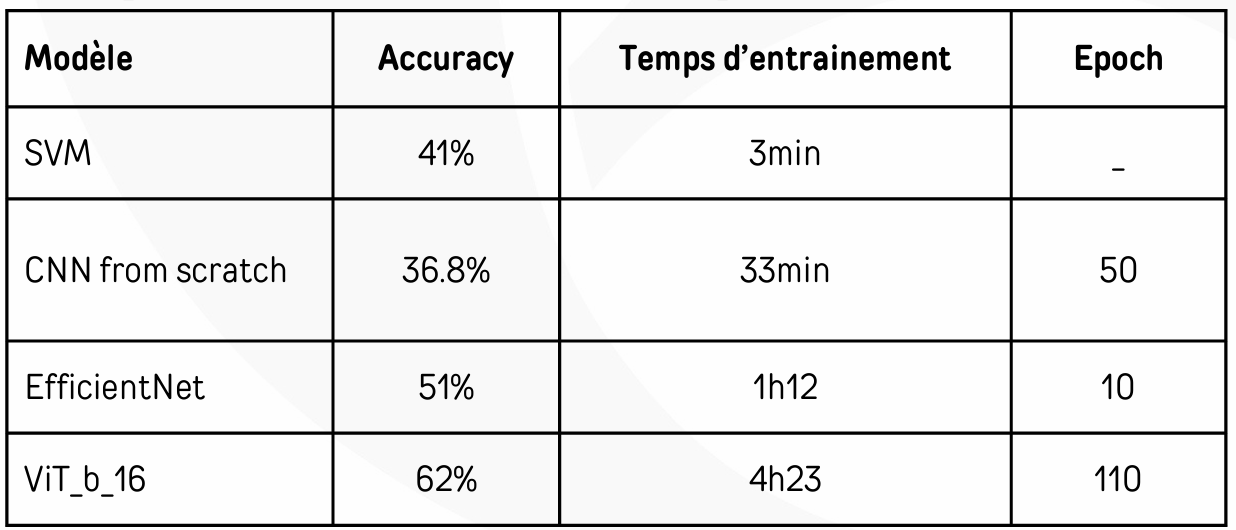 Modèle Accuracy Temps d'entrainement Epoch
SVM 41% 3min _
CNN from scratch 36.8% 33min 50
EfficientNet 51% 1h12 10
ViT_b_16 62% 4h23 110